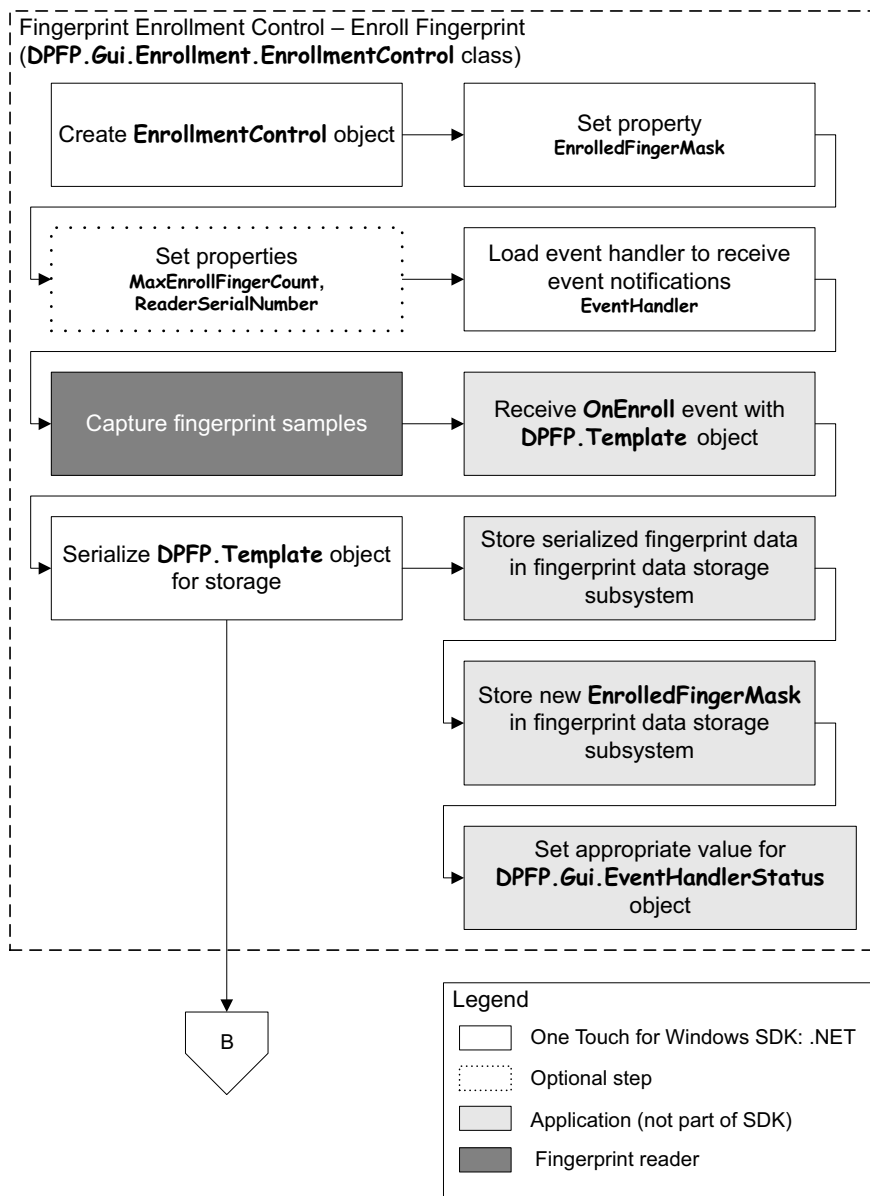 Fingerprint Enrollment Control – Enroll Fingerprint
(DPFP.Gui.Enrollment.EnrollmentControl class)
Create EnrollmentControl object
Set property
EnrolledFingerMask
Set properties
MaxEnrollFingerCount,
ReaderSerialNumber
Load event handler to receive
event notifications
EventHandler
Capture fingerprint samples
Receive OnEnroll event with
DPFP.Template object
Serialize DPFP.Template object
for storage
Store serialized fingerprint data
in fingerprint data storage
subsystem
Store new EnrolledFingerMask
in fingerprint data storage
subsystem
Set appropriate value for
DPFP.Gui.EventHandlerStatus
object
B
Legend
One Touch for Windows SDK: .NET
Optional step
Application (not part of SDK)
Fingerprint reader